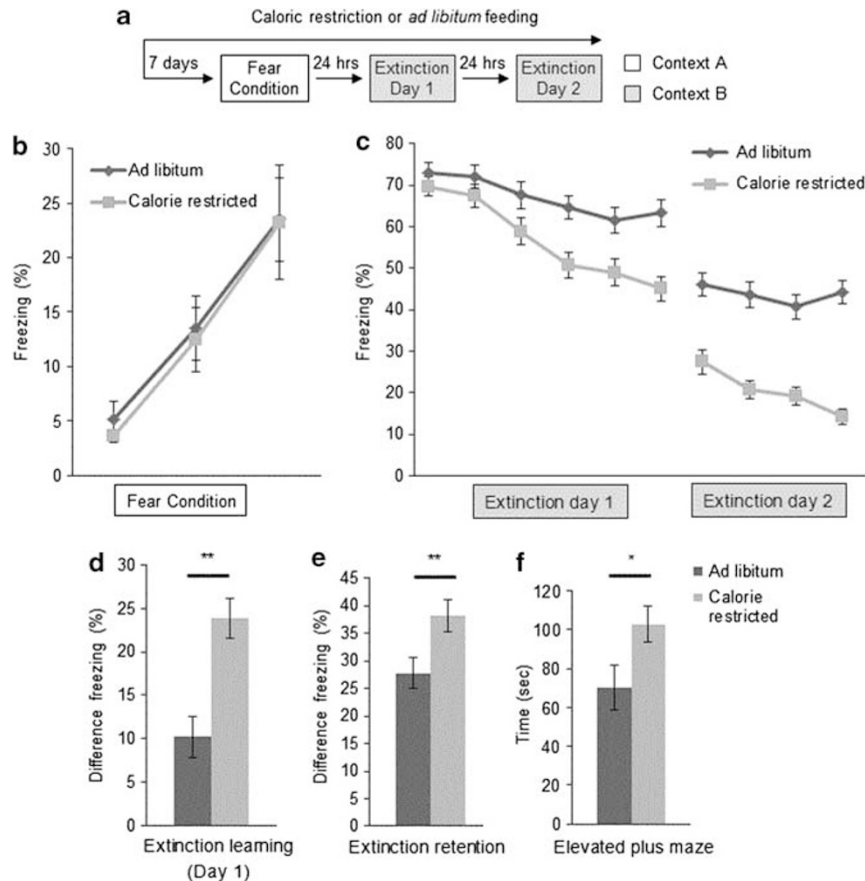 a
Caloric restriction or ad libitum feeding
7 days
Fear
Condition
24 hrs
Extinction
Day 1
24 hrs
Extinction
Day 2
Context A
Context B
b
Ad libitum
Calorie restricted
Freezing (%)
30
25
20
15
10
5
0
Fear Condition
c
Ad libitum
Calorie restricted
Freezing (%)
80
70
60
50
40
30
20
10
0
Extinction day 1
Extinction day 2
d
**
Difference freezing (%)
30
25
20
15
10
5
0
Extinction learning
(Day 1)
e
**
Difference freezing (%)
45
40
35
30
25
20
15
10
5
0
Extinction retention
f
*
Time (sec)
120
100
80
60
40
20
0
Elevated plus maze
Ad libitum
Calorie
restricted